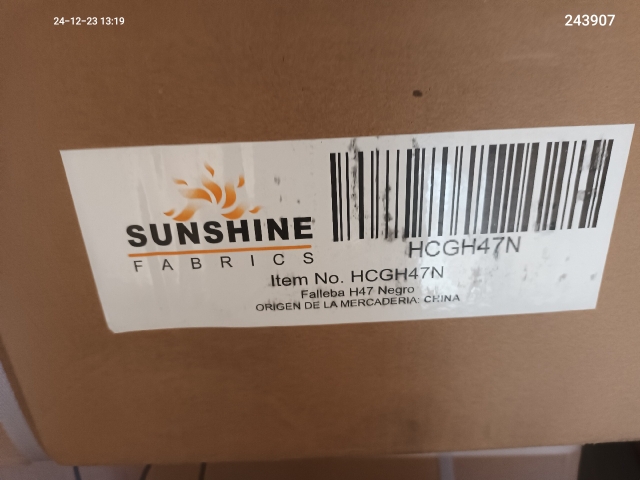 24-12-23 13:19
243907
SUNSHINE
FABRICS
HCGH47N
Item No. HCGH47N
Falleba H47 Negro
ORIGEN DE LA MERCADERIA: CHINA